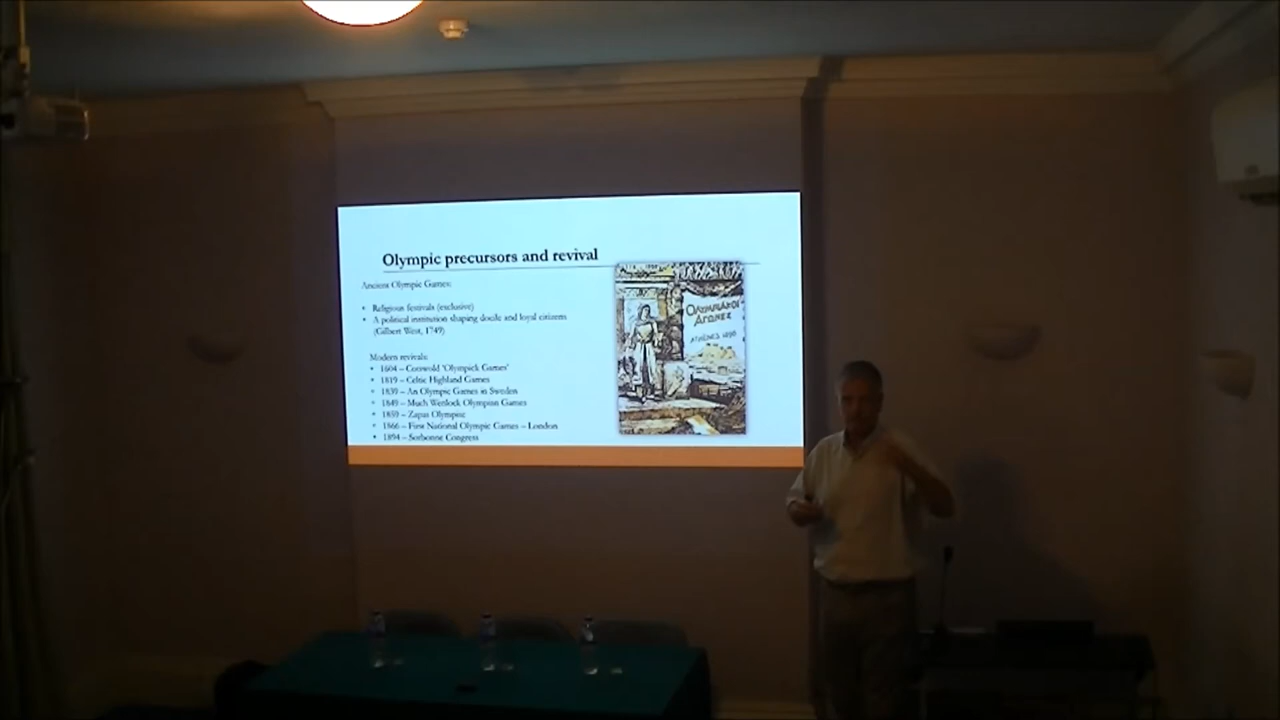 Olympic precursors and revival
Ancient Olympic Games:
• Religious festivals (exclusive)
• A political institution shaping docile and loyal citizens
(Gilbert West, 1749)
Modern revivals:
• 1604 – Cotswold 'Olympick Games'
• 1819 – Celtic Highland Games
• 1839 – An Olympic Games in Sweden
• 1849 – Much Wenlock Olympian Games
• 1859 – Zapas Olympics
• 1866 – First National Olympic Games – London
• 1894 – Sorbonne Congress
ΟΛΥΜΠΙΑΚΟΙ
ΑΓΩΝΕΣ